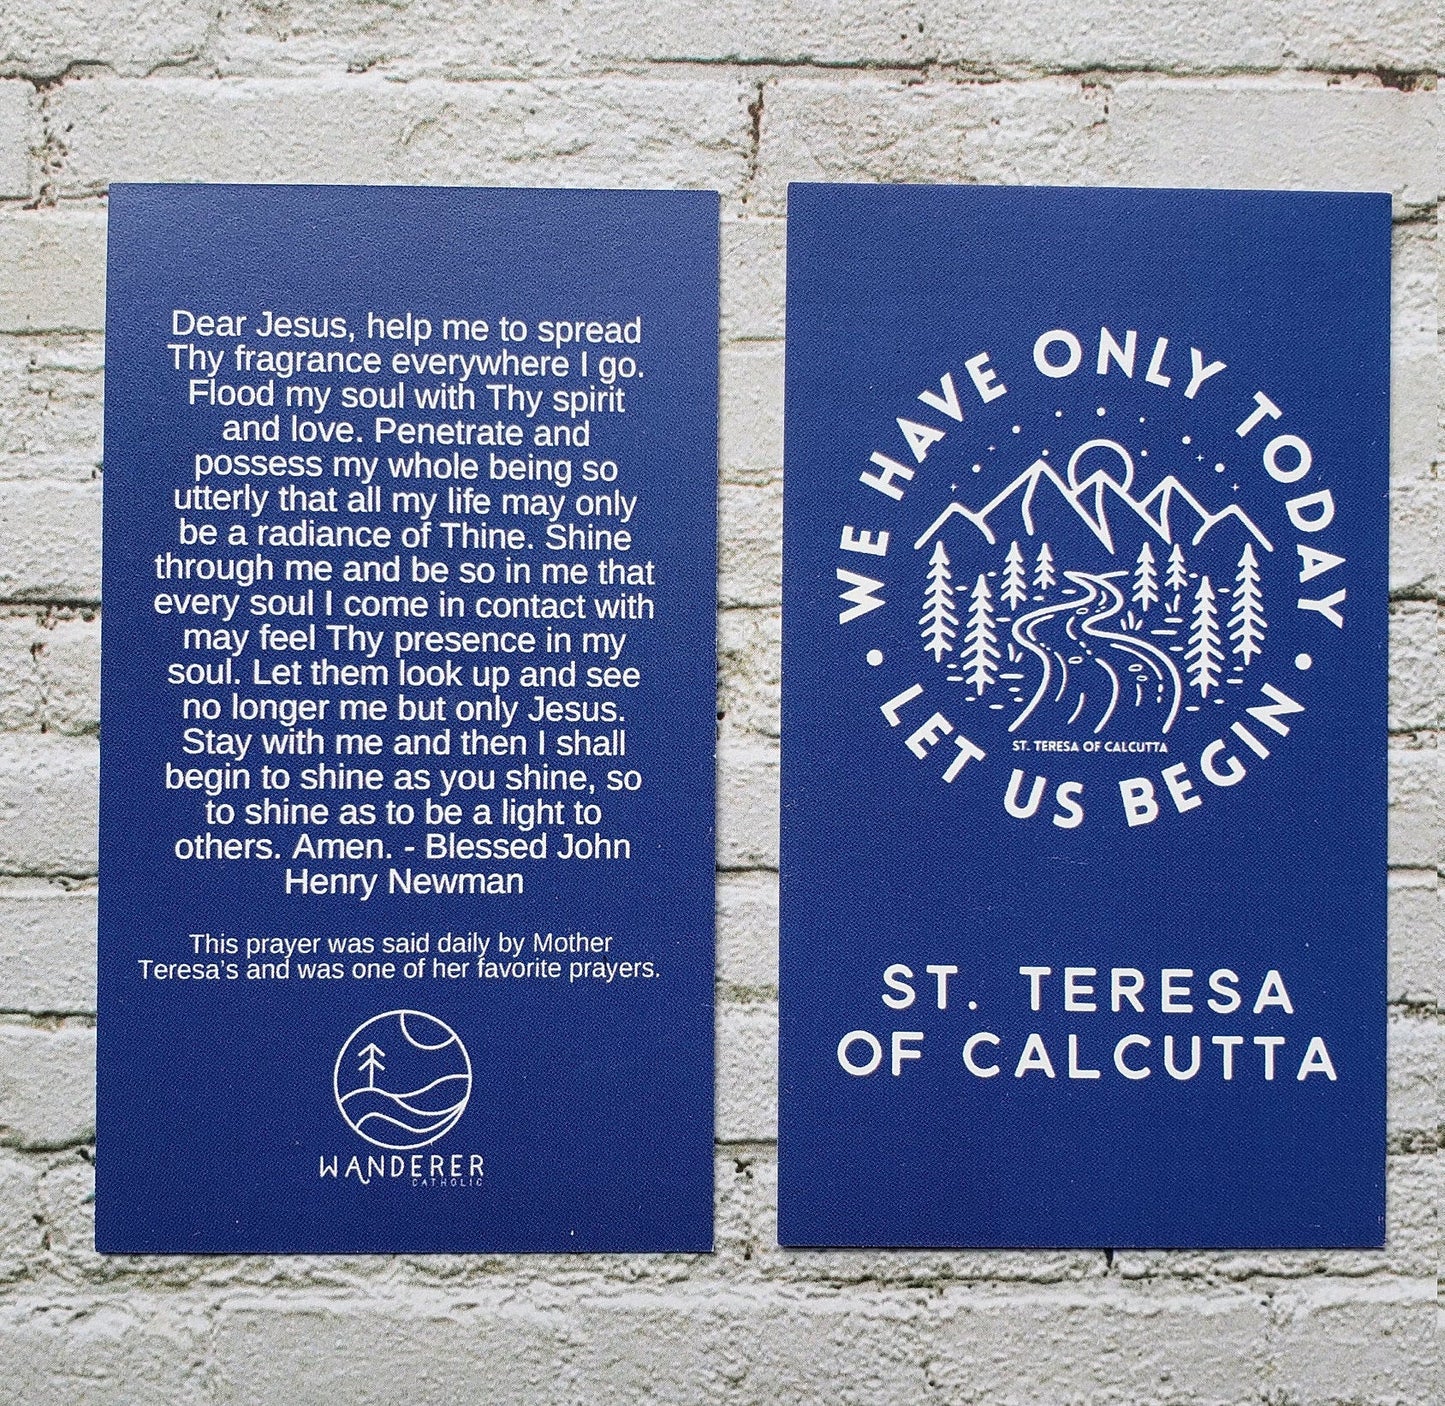 Dear Jesus, help me to spread
Thy fragrance everywhere I go.
Flood my soul with Thy spirit
and love. Penetrate and
possess my whole being so
utterly that all my life may only
be a radiance of Thine. Shine
through me and be so in me that
every soul I come in contact with
may feel Thy presence in my
soul. Let them look up and see
no longer me but only Jesus.
Stay with me and then I shall
begin to shine as you shine, so
to shine as to be a light to
others. Amen. - Blessed John
Henry Newman
This prayer was said daily by Mother
Teresa's and was one of her favorite prayers.
WANDERER
CATHOLIC
WE HAVE ONLY TODAY
• LET US BEGIN •
ST. TERESA OF CALCUTTA
ST. TERESA
OF CALCUTTA